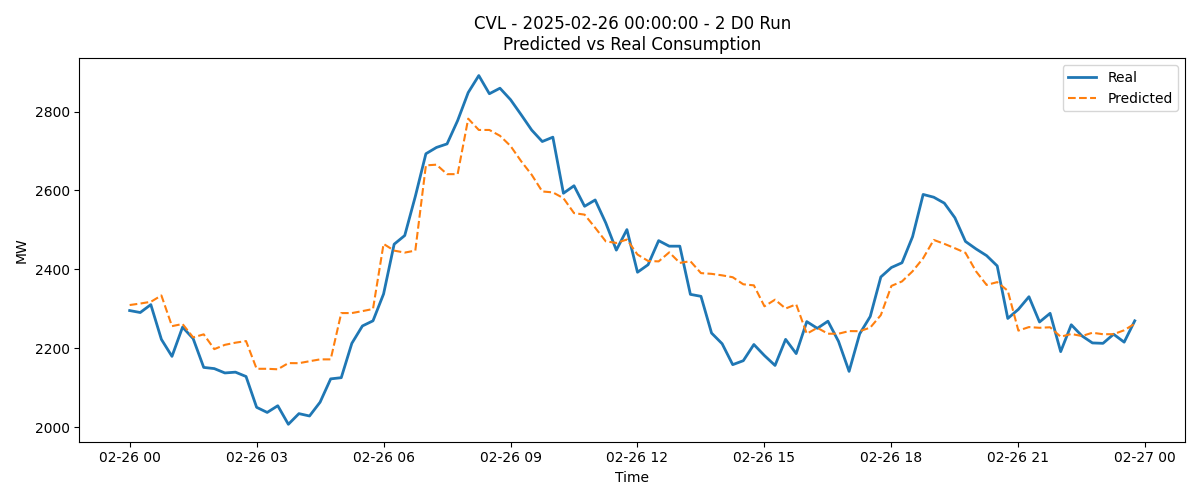 CVL - 2025-02-26 00:00:00 - 2 D0 Run
Predicted vs Real Consumption
Real
Predicted
MW
2800
2600
2400
2200
2000
02-26 00
02-26 03
02-26 06
02-26 09
02-26 12
02-26 15
02-26 18
02-26 21
02-27 00
Time